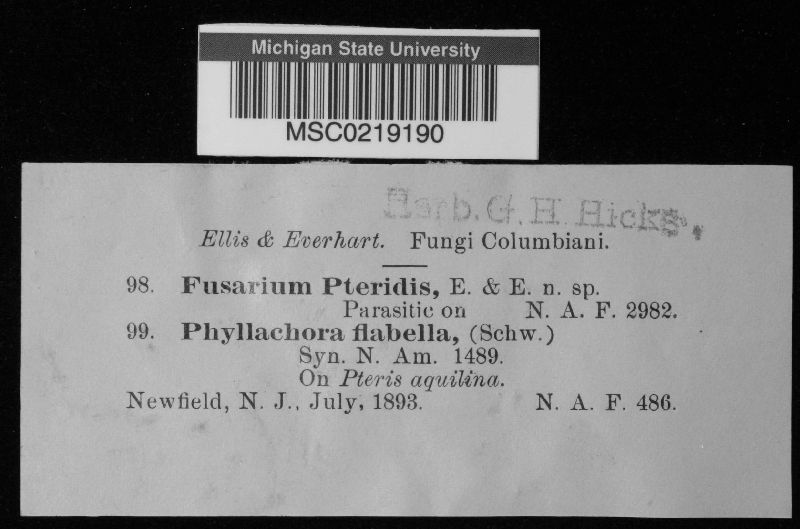 Michigan State University
MSC0219190
Herb. G. H. Hicks.
Ellis & Everhart. Fungi Columbiani.
98. Fusarium Pteridis, E. & E. n. sp.
Parasitic on N. A. F. 2982.
99. Phyllachora flabella, (Schw.)
Syn. N. Am. 1489.
On Pteris aquilina.
Newfield, N. J., July, 1893. N. A. F. 486.